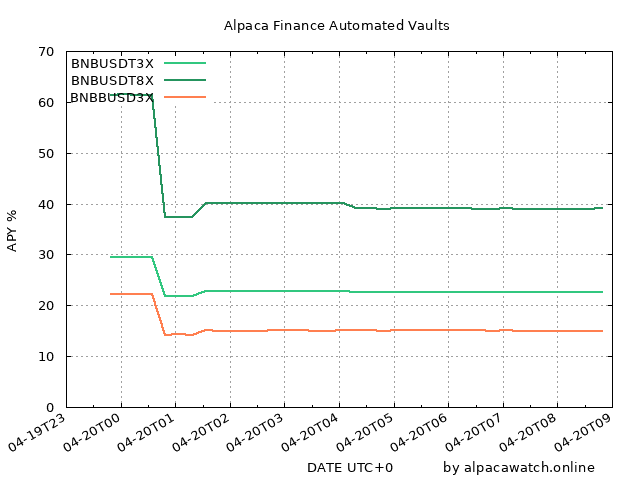 Alpaca Finance Automated Vaults
BNBUSDT3X
BNBUSDT8X
BNBBUSD3X
APY %
70
60
50
40
30
20
10
0
04-19T23
04-20T00
04-20T01
04-20T02
04-20T03
04-20T04
04-20T05
04-20T06
04-20T07
04-20T08
04-20T09
DATE UTC+0
by alpacawatch.online